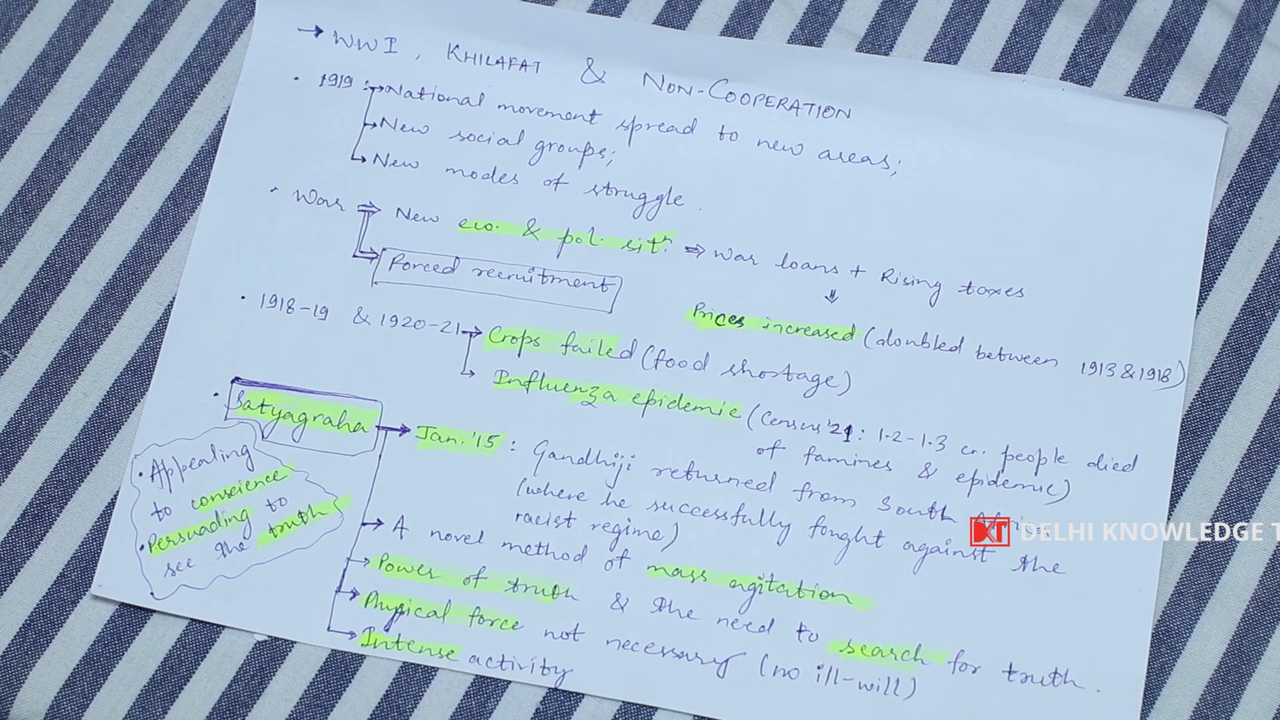 → WWI, KHILAFAT & NON-COOPERATION
• 1919 :→ National movement spread to new areas;
→ New social groups;
→ New modes of struggle.
• War ⇒ New eco. & pol. sitⁿ. ⇒ War loans + Rising taxes
⇒ Forced recruitment
⇓
Prices increased (doubled between 1913 & 1918)
• 1918-19 & 1920-21 → Crops failed (food shortage)
→ Influenza epidemic (Census '21: 1.2-1.3 cr. people died
of famines & epidemic)
• Satyagraha → Jan. '15 : Gandhiji returned from South
(where he successfully fought against the
racist regime)
• Appealing
to conscience
• Persuading to
see the truth
→ A novel method of mass agitation
→ Power of truth & the need to search for truth.
→ Physical force not necessary (no ill-will)
→ Intense activity
DKT DELHI KNOWLEDGE T